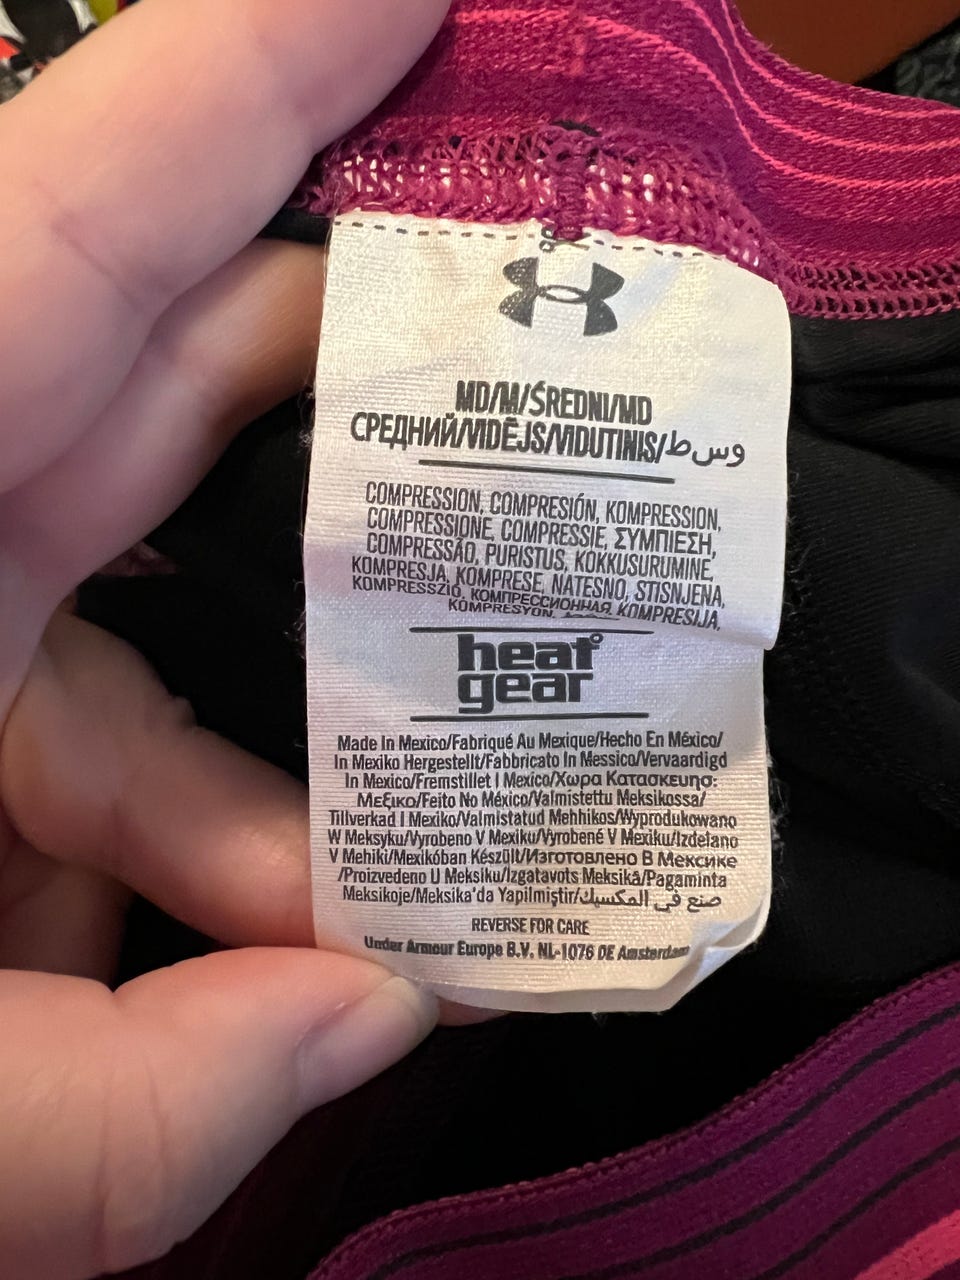 MD/M/ŚREDNI/MD
СРЕДНИЙ/VIDĒJS/VIDUTINIS/وسط
COMPRESSION, COMPRESIÓN, KOMPRESSION,
COMPRESSIONE, COMPRESSIE, ΣΥΜΠΙΕΣΗ,
COMPRESSÃO, PURISTUS, KOKKUSURUMINE,
KOMPRESJA, KOMPRESE, NATESNO, STISNJENA,
KOMPRESSZIÓ, КОМПРЕССИОННАЯ, KOMPRESIJA,
KOMPRESYON,
heat
gear
Made In Mexico/Fabriqué Au Mexique/Hecho En México/
In Mexiko Hergestellt/Fabbricato In Messico/Vervaardigd
In Mexico/Fremstillet I Mexico/Χωρα Κατασκευησ:
Μεξικο/Feito No México/Valmistettu Meksikossa/
Tillverkad I Mexiko/Valmistatud Mehhikos/Wyprodukowano
W Meksyku/Vyrobeno V Mexiku/Vyrobené V Mexiku/Izdelano
V Mehiki/Mexikóban Készült/Изготовлено В Мексике
/Proizvedeno U Meksiku/Izgatavots Meksikā/Pagaminta
Meksikoje/Meksika'da Yapilmiştir/صنع في المكسيك
REVERSE FOR CARE
Under Armour Europe B.V. NL-1076 DE Amsterdam